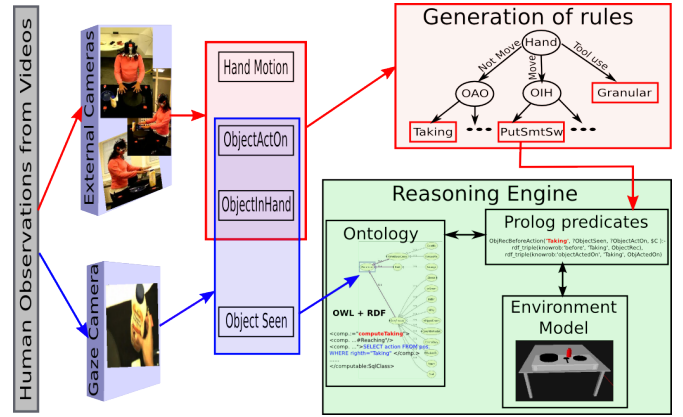 Human Observations from Videos
External Cameras
Gaze Camera
Hand Motion
ObjectActOn
ObjectInHand
Object Seen
Generation of rules
Hand
Not Move
Move
Tool use
OAO
OIH
Granular
Taking
PutSmtSw
Reasoning Engine
Ontology
OWL + RDF
<comp.:="computeTaking">
<comp. ...#Reaching"/>
<comp. ...">SELECT action FROM pos
WHERE righth="Taking" </comp.>
......
</computable:SqlClass>
Prolog predicates
ObjRecBeforeAction('Taking', ?ObjectSeen, ?ObjectActOn, $C ):-
rdf_triple(knowrob:'before', 'Taking', ObjectRec),
rdf_triple(knowrob:'objectActedOn', 'Taking', ObjActedOn)
Environment
Model